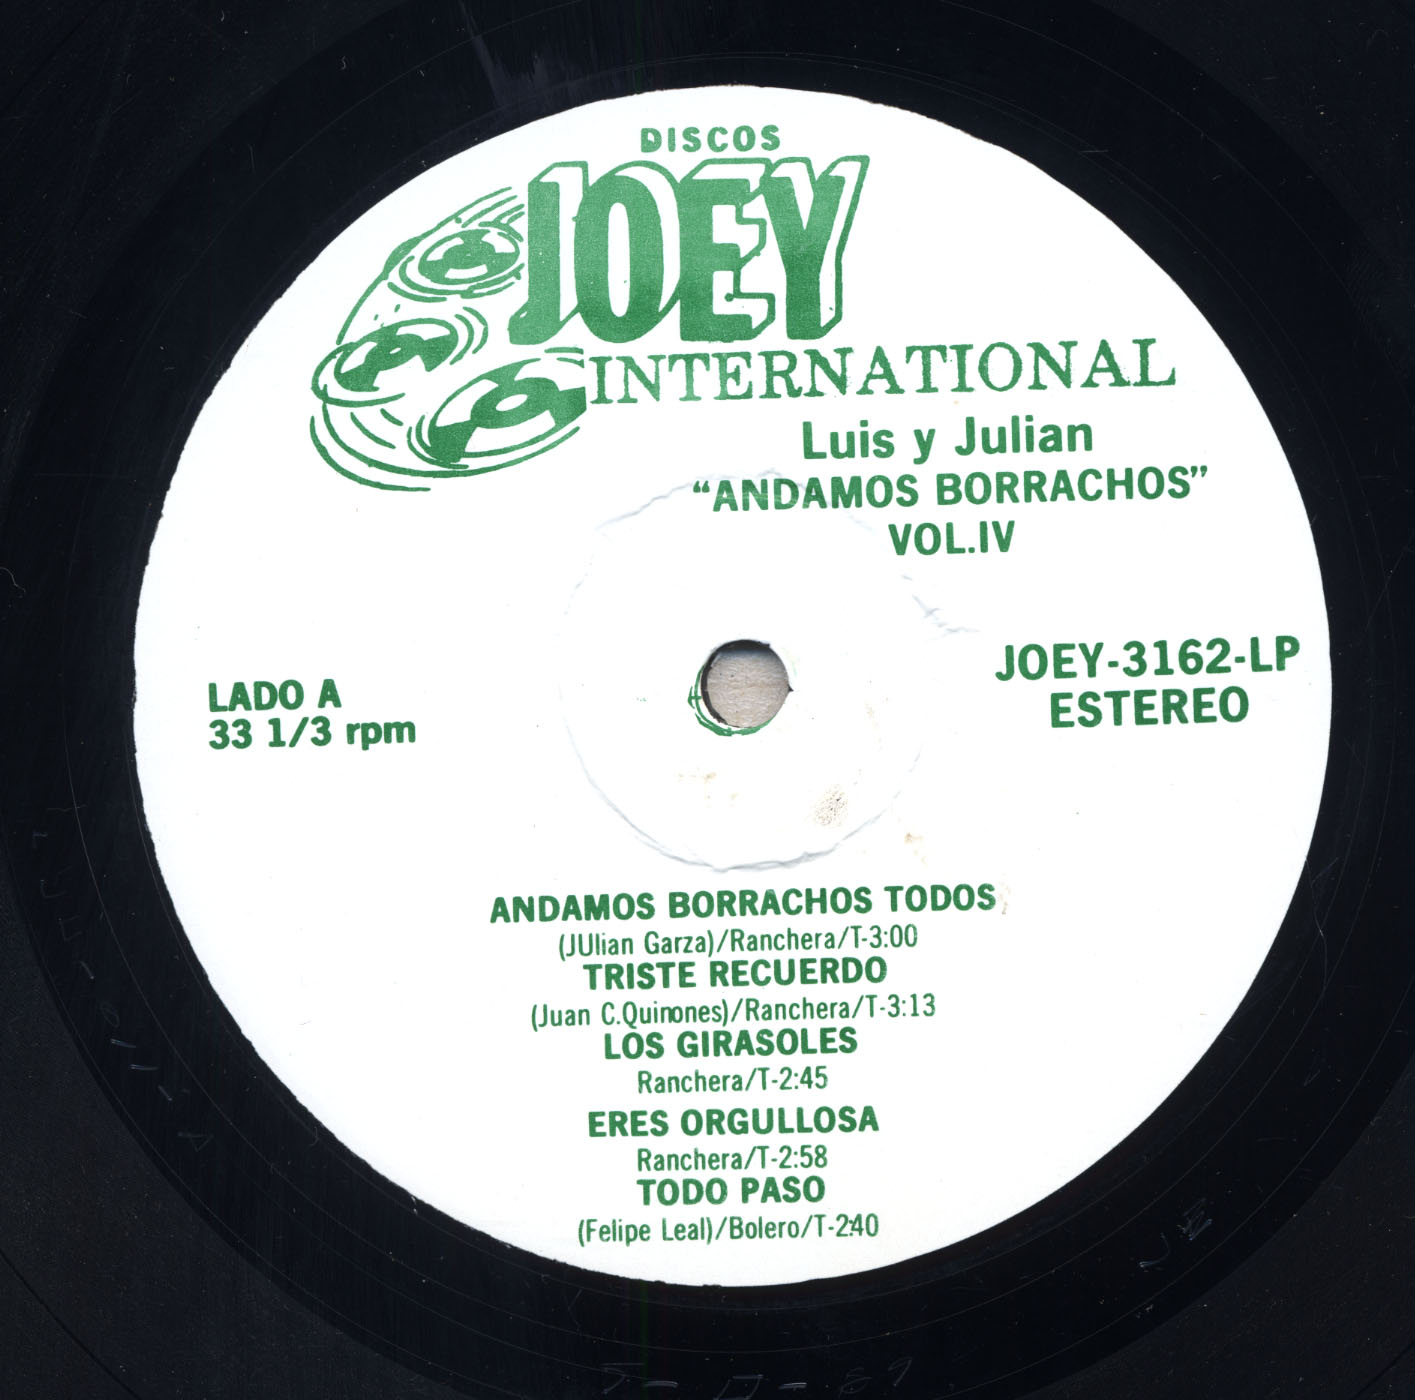 DISCOS
JOEY
INTERNATIONAL
Luis y Julian
“ANDAMOS BORRACHOS”
VOL.IV
LADO A
33 1/3 rpm
JOEY-3162-LP
ESTEREO
ANDAMOS BORRACHOS TODOS
(JUlian Garza)/Ranchera/T-3:00
TRISTE RECUERDO
(Juan C.Quinones)/Ranchera/T-3:13
LOS GIRASOLES
Ranchera/T-2:45
ERES ORGULLOSA
Ranchera/T-2:58
TODO PASO
(Felipe Leal)/Bolero/T-2:40